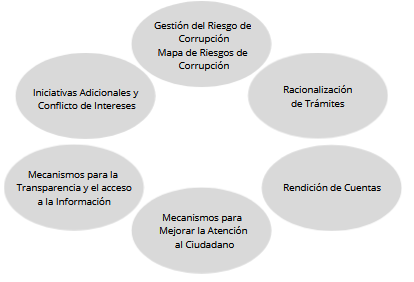 Gestión del Riesgo de
Corrupción
Mapa de Riesgos de
Corrupción
Racionalización
de Trámites
Rendición de Cuentas
Mecanismos para
Mejorar la Atención
al Ciudadano
Mecanismos para la
Transparencia y el acceso
a la Información
Iniciativas Adicionales y
Conflicto de Intereses